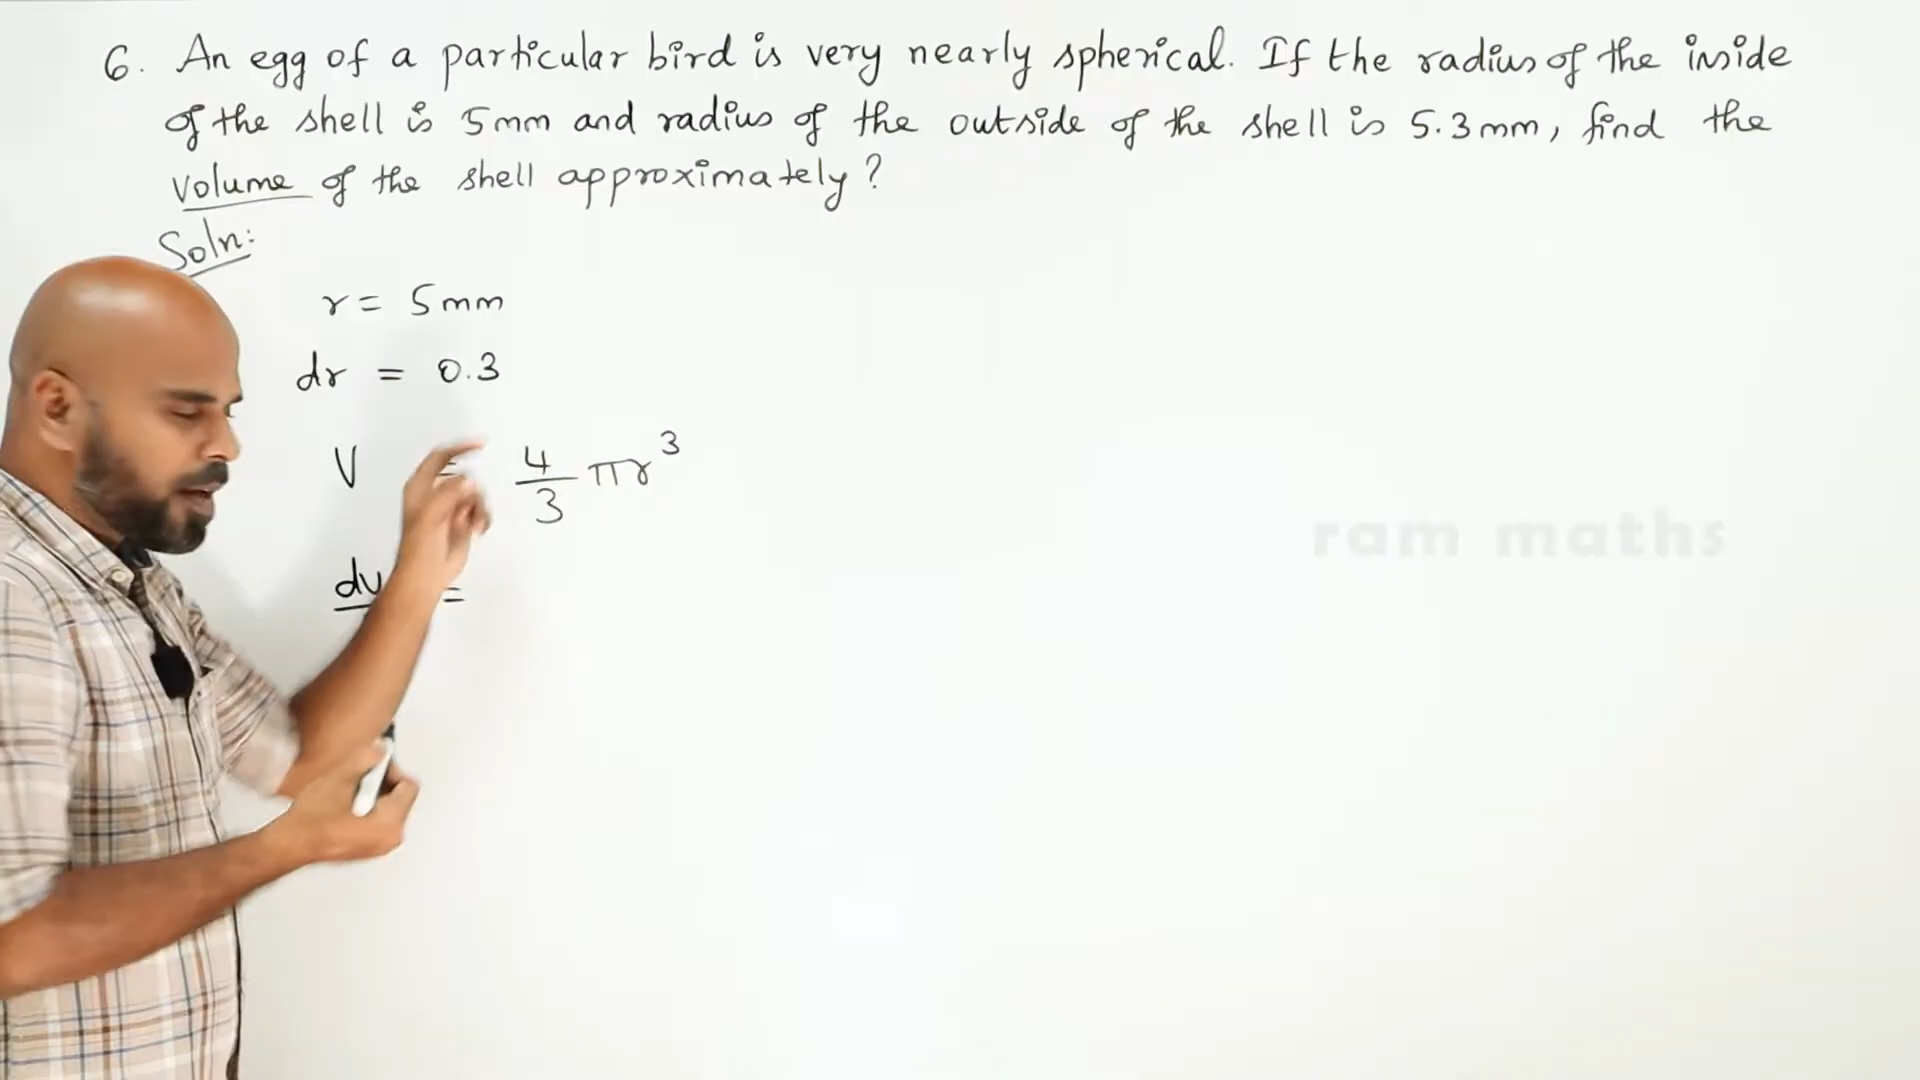 6. An egg of a particular bird is very nearly spherical. If the radius of the inside
of the shell is 5mm and radius of the outside of the shell is 5.3mm, find the
volume of the shell approximately?
Soln:
r = 5mm
dr = 0.3
V = 4/3 πr³
dv =
ram maths